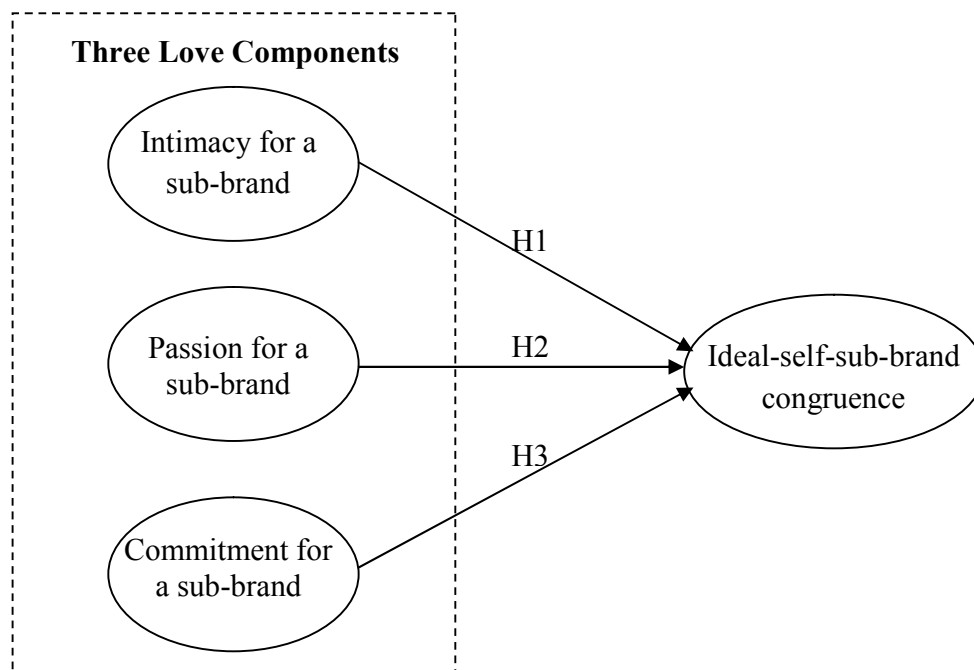 Three Love Components
Intimacy for a
sub-brand
H1
Passion for a
sub-brand
H2
Ideal-self-sub-brand
congruence
H3
Commitment for
a sub-brand